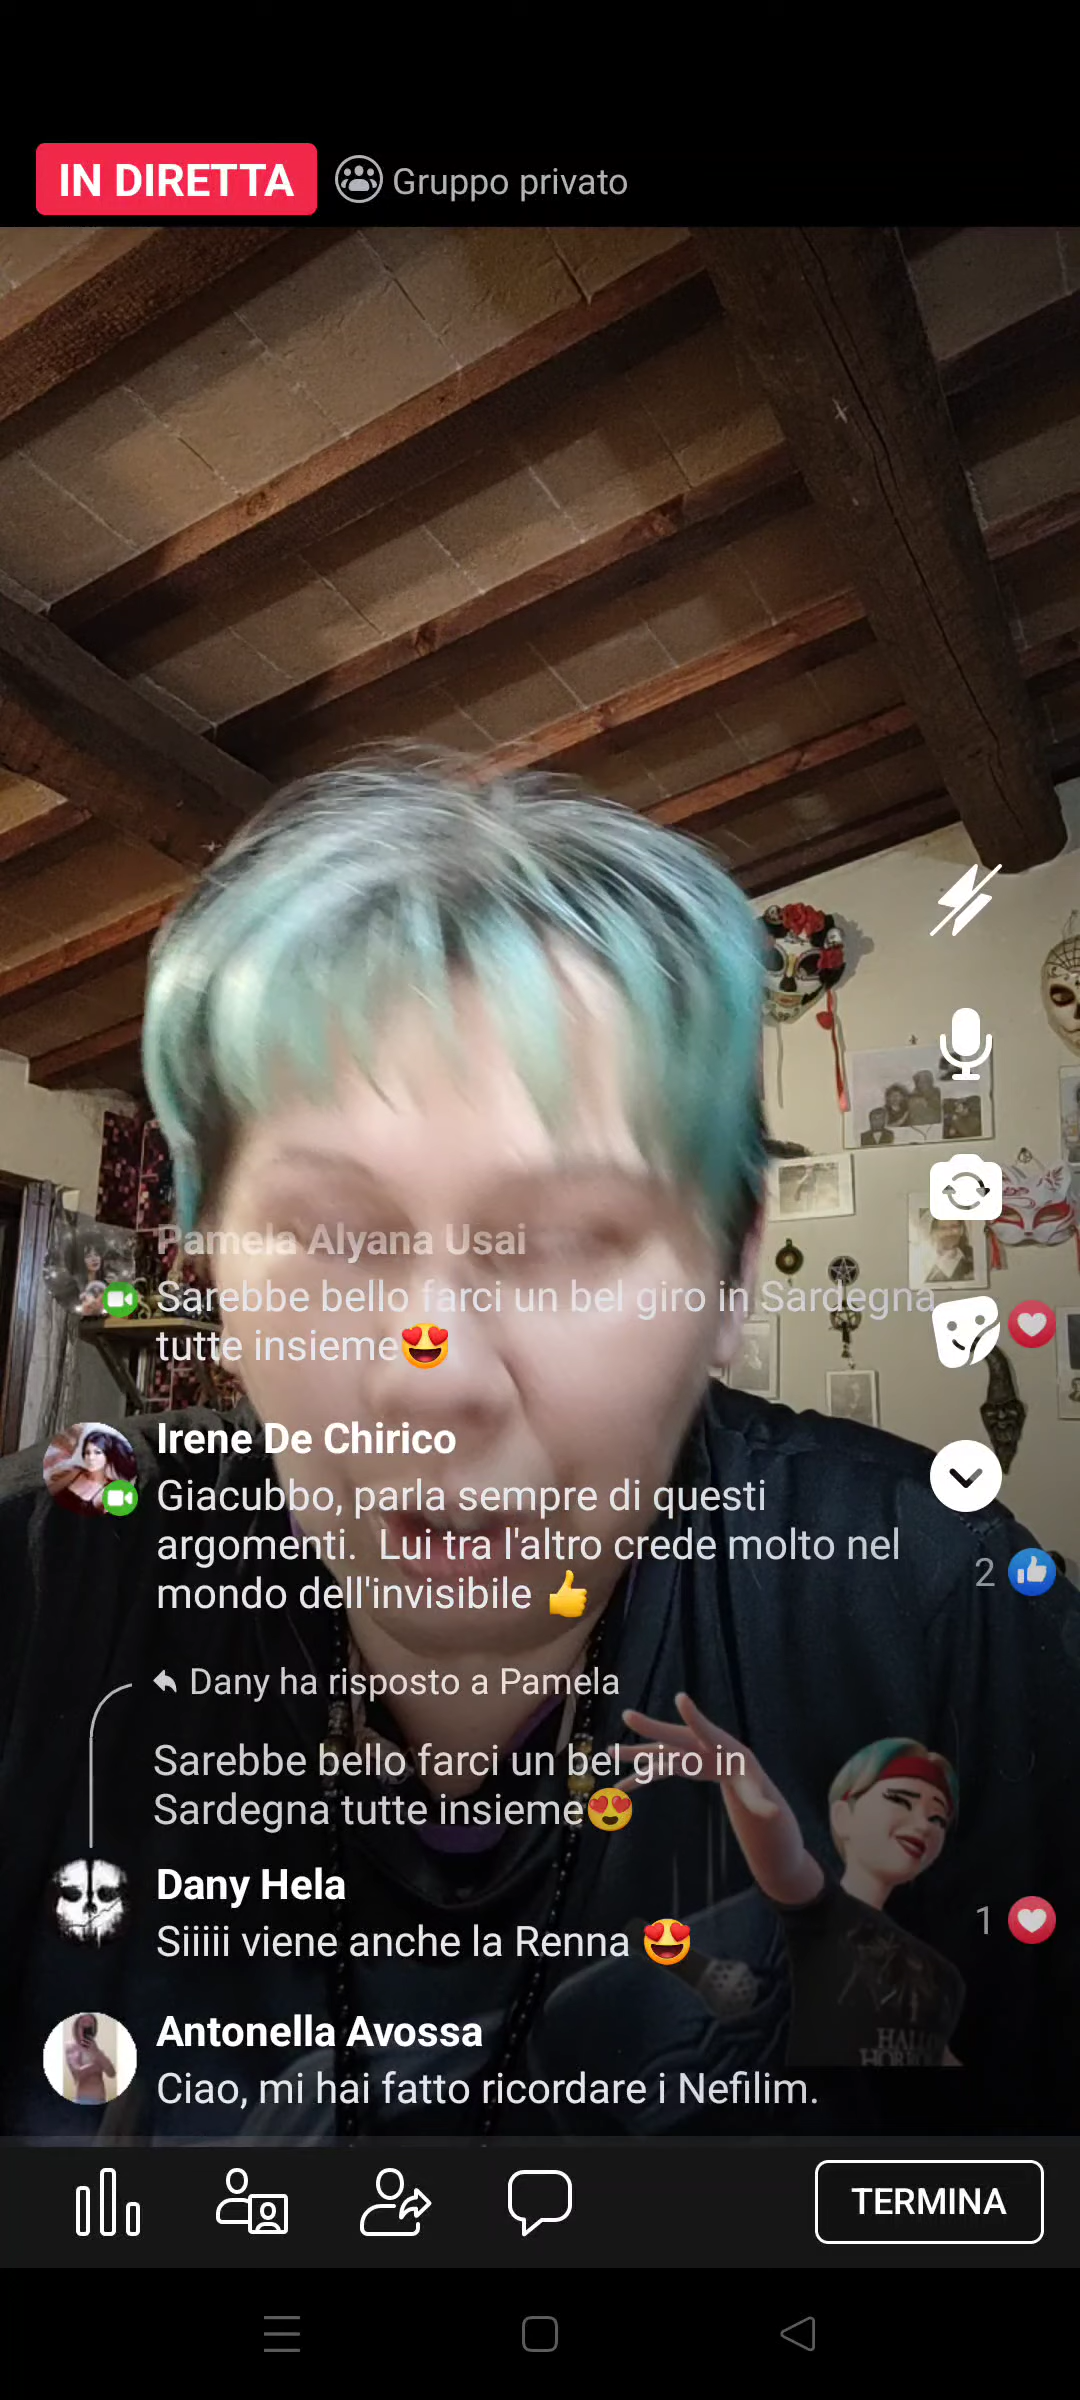 IN DIRETTA
Gruppo privato
Pamela Alyana Usai
Sarebbe bello farci un bel giro in Sardegna
tutte insieme😍
Irene De Chirico
Giacubbo, parla sempre di questi
argomenti.  Lui tra l'altro crede molto nel
mondo dell'invisibile 👍
2
Dany ha risposto a Pamela
Sarebbe bello farci un bel giro in
Sardegna tutte insieme😍
Dany Hela
Siiiii viene anche la Renna 😍
1
Antonella Avossa
Ciao, mi hai fatto ricordare i Nefilim.
TERMINA